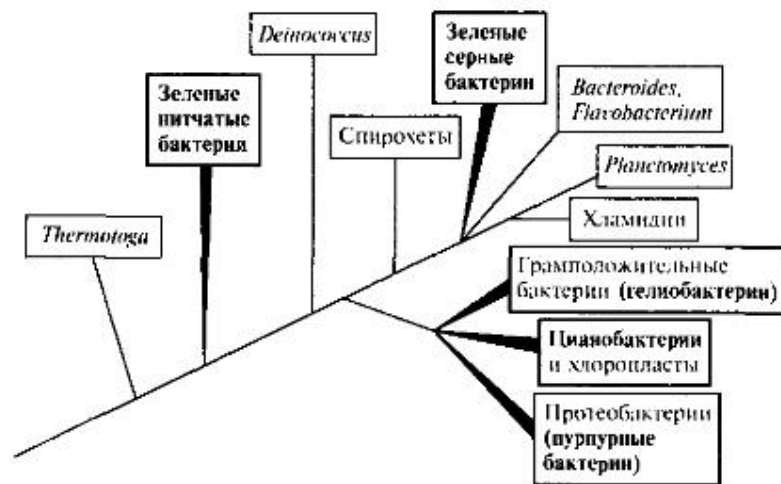 Deinococcus
Зеленые
серные
бактерии
Зеленые
нитчатые
бактерии
Bacteroides,
Flavobacterium
Спирохеты
Planctomyces
Хламидии
Thermotoga
Грамположительные
бактерии (гелиобактерии)
Цианобактерии
и хлоропласты
Протеобактерии
(пурпурные
бактерии)